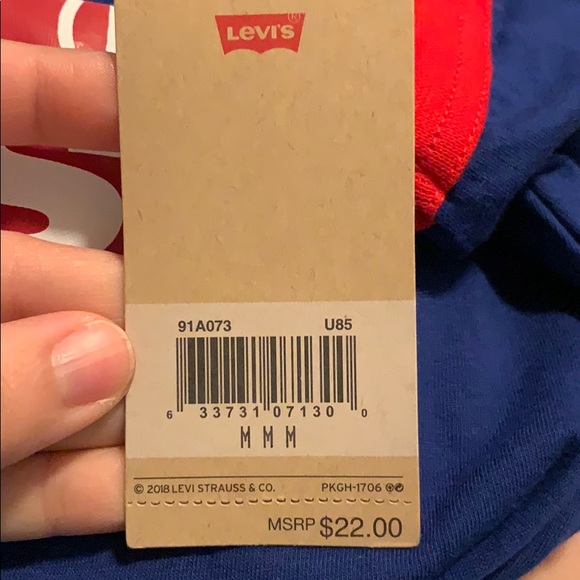 LEVI'S ®
91A073 U85
6 33731 07130 0
M M M
© 2018 LEVI STRAUSS & CO. PKGH-1706
MSRP $22.00